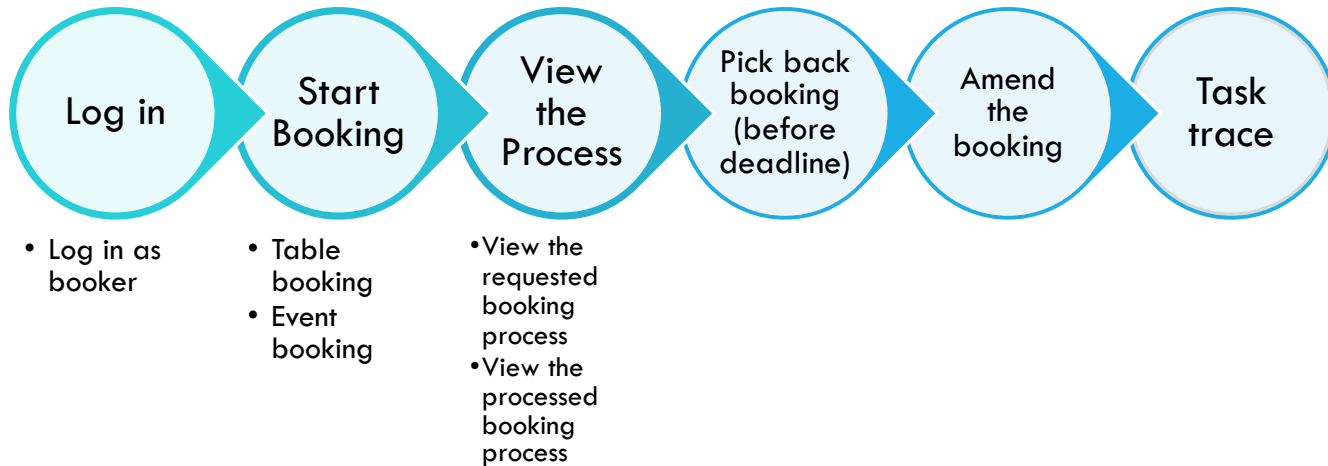 Log in
Start
Booking
View
the
Process
Pick back
booking
(before
deadline)
Amend
the
booking
Task
trace
• Log in as
booker
• Table
booking
• Event
booking
•View the
requested
booking
process
•View the
processed
booking
process